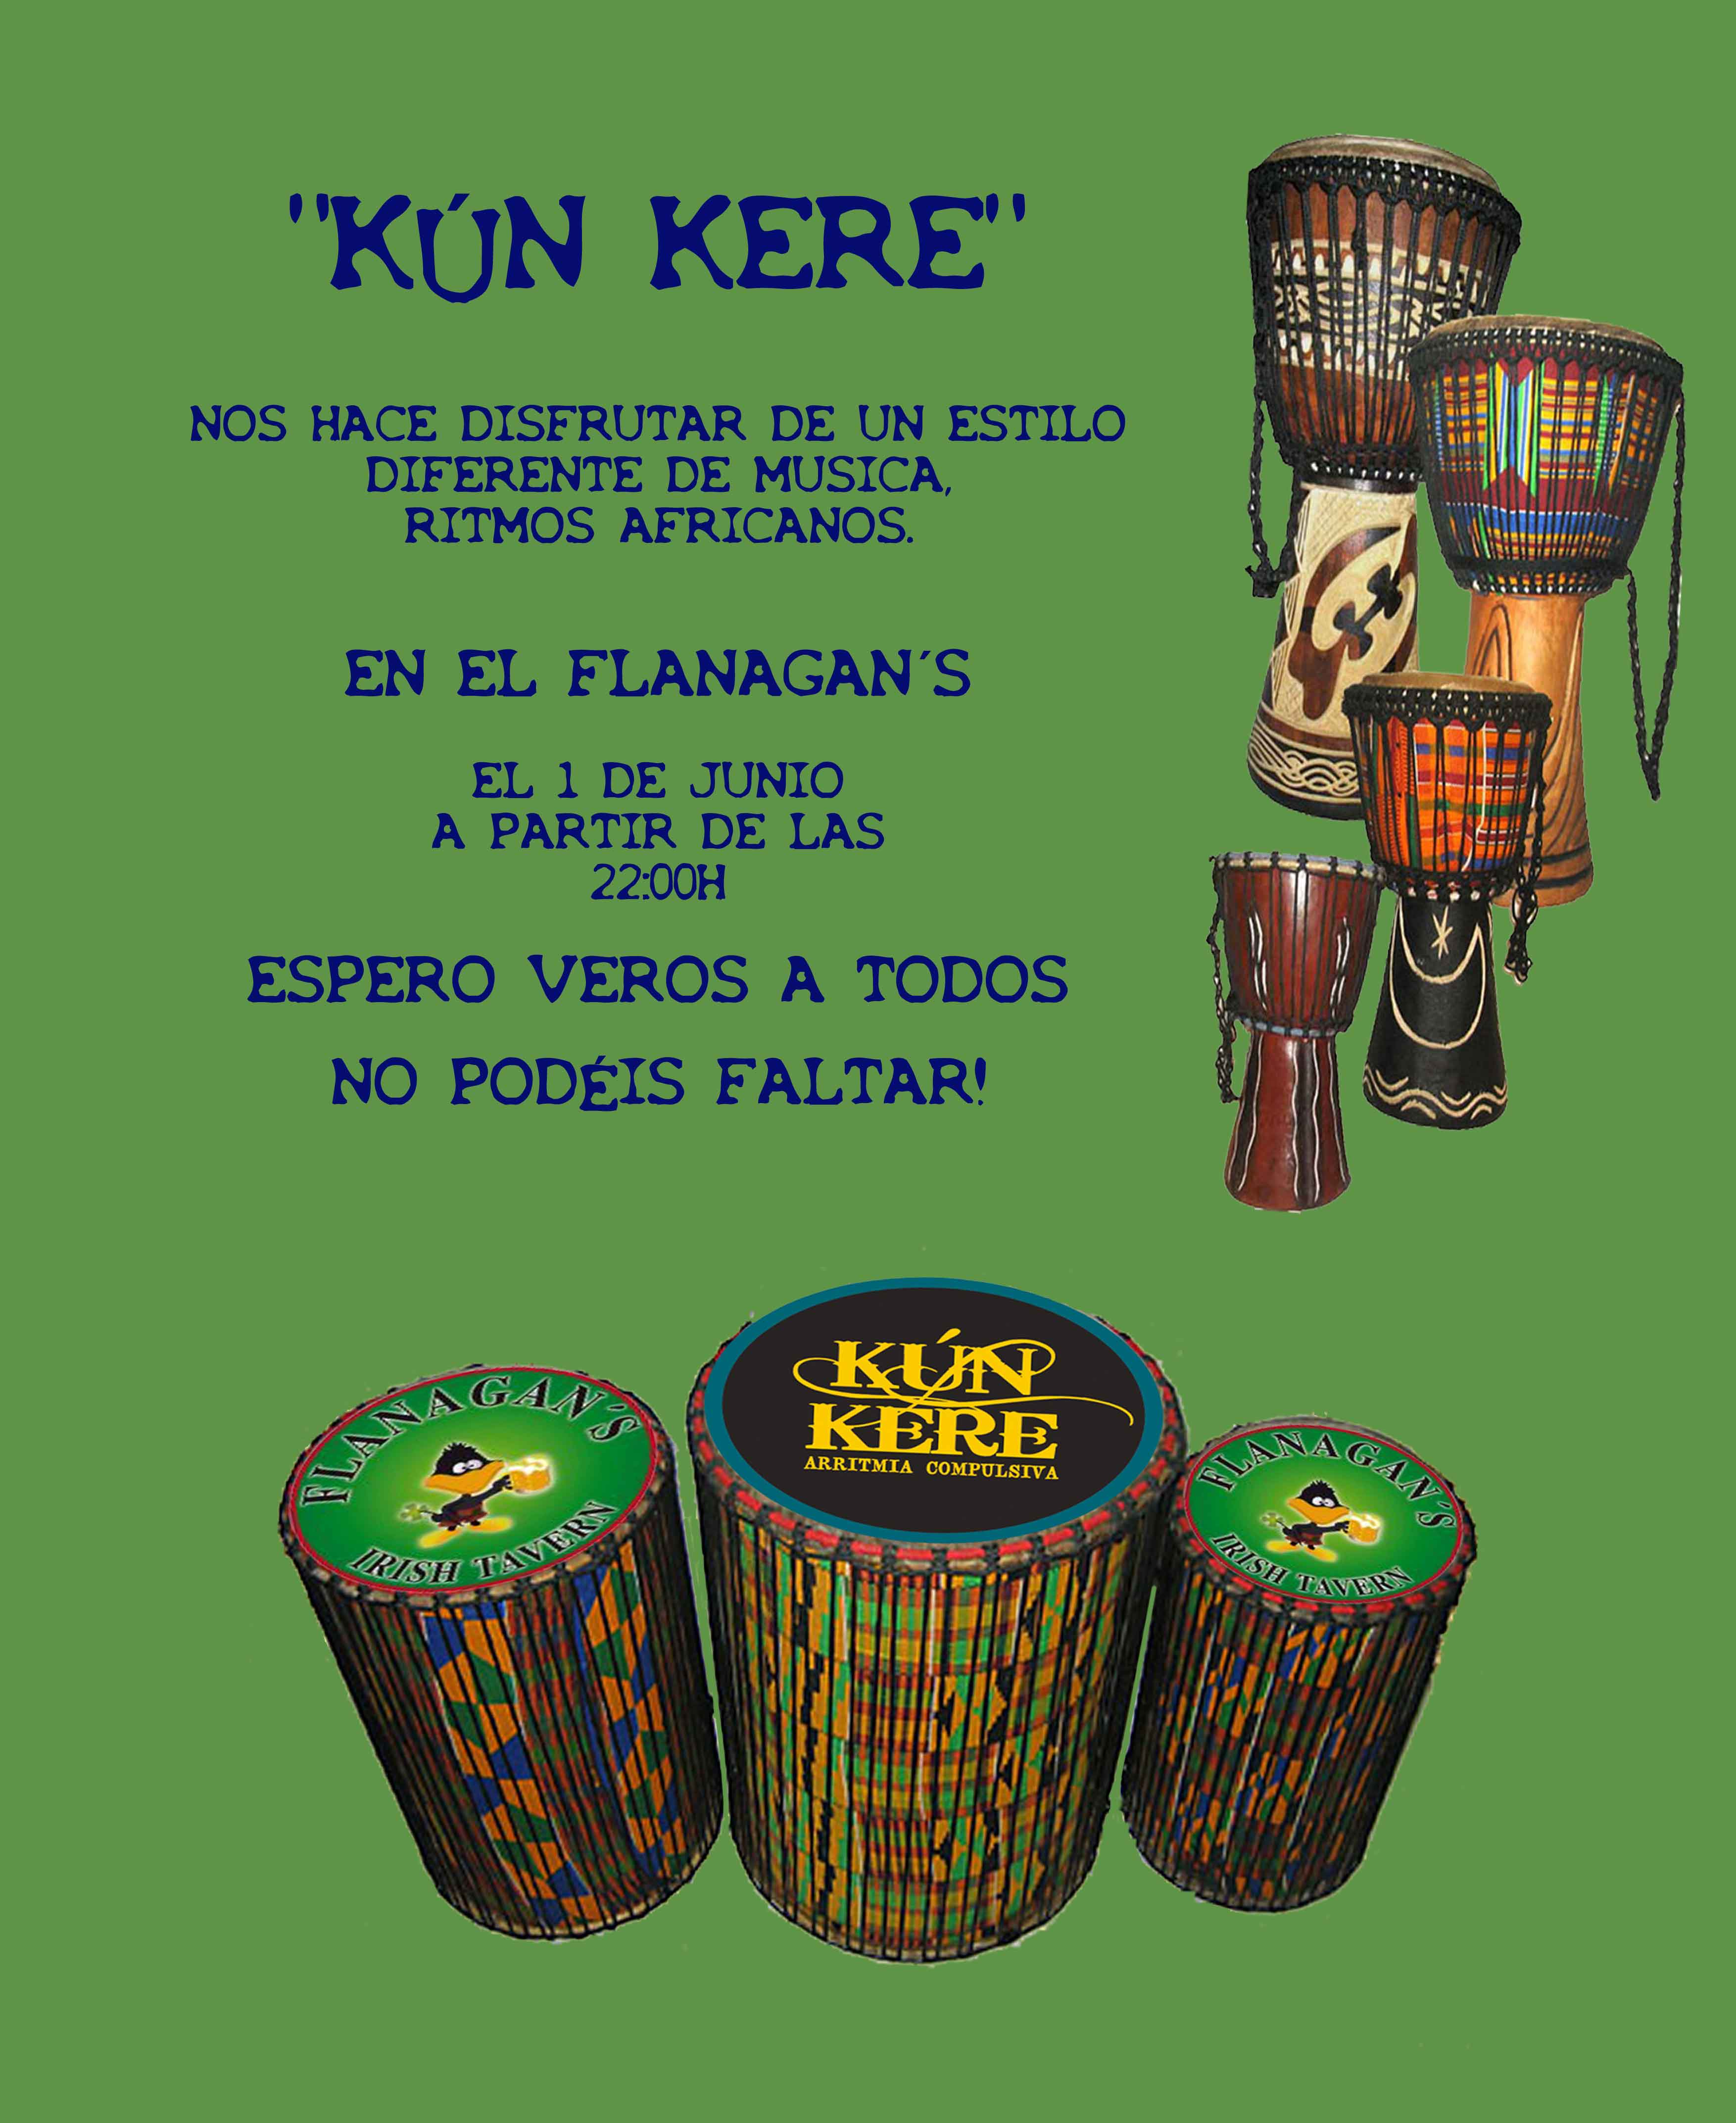 "KÚN KERE"
NOS HACE DISFRUTAR DE UN ESTILO
DIFERENTE DE MUSICA,
RITMOS AFRICANOS.
EN EL FLANAGAN´S
EL 1 DE JUNIO
A PARTIR DE LAS
22:00H
ESPERO VEROS A TODOS
NO PODÉIS FALTAR!
FLANAGAN´S
IRISH TAVERN
KÚN
KERE
ARRITMIA COMPULSIVA
FLANAGAN´S
IRISH TAVERN